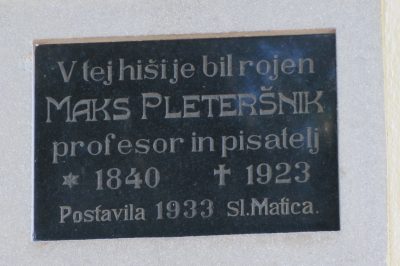 V tej hiši je bil rojen
MAKS PLETERŠNIK
profesor in pisatelj
* 1840 † 1923
Postavila 1933 Sl. Matica.